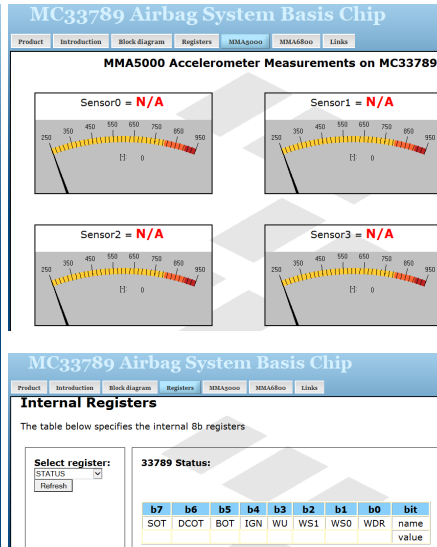 MC33789 Airbag System Basis Chip
Product Introduction Block diagram Registers MMA5000 MMA6800 Links
MMA5000 Accelerometer Measurements on MC33789
Sensor0 = N/A Sensor1 = N/A
250 350 450 550 650 750 850 950 250 350 450 550 650 750 850 950
[-]: 0 [-]: 0
Sensor2 = N/A Sensor3 = N/A
250 350 450 550 650 750 850 950 250 350 450 550 650 750 850 950
[-]: 0 [-]: 0
MC33789 Airbag System Basis Chip
Product Introduction Block diagram Registers MMA5000 MMA6800 Links
Internal Registers
The table below specifies the internal 8b registers
Select register: 33789 Status:
STATUS
Refresh
b7 b6 b5 b4 b3 b2 b1 b0 bit
SOT DCOT BOT IGN WU WS1 WS0 WDR name
value